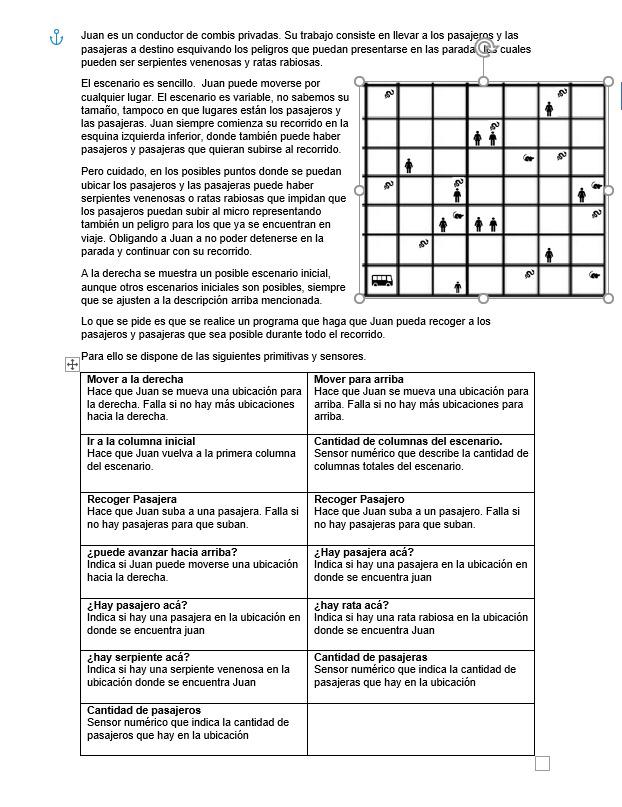 Juan es un conductor de combis privadas. Su trabajo consiste en llevar a los pasajeros y las
pasajeras a destino esquivando los peligros que puedan presentarse en las parada las cuales
pueden ser serpientes venenosas y ratas rabiosas.
El escenario es sencillo. Juan puede moverse por
cualquier lugar. El escenario es variable, no sabemos su
tamaño, tampoco en que lugares están los pasajeros y
las pasajeras. Juan siempre comienza su recorrido en la
esquina izquierda inferior, donde también puede haber
pasajeros y pasajeras que quieran subirse al recorrido.
Pero cuidado, en los posibles puntos donde se puedan
ubicar los pasajeros y las pasajeras puede haber
serpientes venenosas o ratas rabiosas que impidan que
los pasajeros puedan subir al micro representando
también un peligro para los que ya se encuentran en
viaje. Obligando a Juan a no poder detenerse en la
parada y continuar con su recorrido.
A la derecha se muestra un posible escenario inicial,
aunque otros escenarios iniciales son posibles, siempre
que se ajusten a la descripción arriba mencionada.
Lo que se pide es que se realice un programa que haga que Juan pueda recoger a los
pasajeros y pasajeras que sea posible durante todo el recorrido.
Para ello se dispone de las siguientes primitivas y sensores.
Mover a la derecha
Hace que Juan se mueva una ubicación para
la derecha. Falla si no hay más ubicaciones
hacia la derecha.
Mover para arriba
Hace que Juan se mueva una ubicación para
arriba. Falla si no hay más ubicaciones para
arriba.
Ir a la columna inicial
Hace que Juan vuelva a la primera columna
del escenario.
Cantidad de columnas del escenario.
Sensor numérico que describe la cantidad de
columnas totales del escenario.
Recoger Pasajera
Hace que Juan suba a una pasajera. Falla si
no hay pasajeras para que suban.
Recoger Pasajero
Hace que Juan suba a un pasajero. Falla si
no hay pasajeras para que suban.
¿puede avanzar hacia arriba?
Indica si Juan puede moverse una ubicación
hacia la derecha.
¿Hay pasajera acá?
Indica si hay una pasajera en la ubicación en
donde se encuentra juan
¿Hay pasajero acá?
Indica si hay una pasajera en la ubicación en
donde se encuentra juan
¿hay rata acá?
Indica si hay una rata rabiosa en la ubicación
donde se encuentra Juan
¿hay serpiente acá?
Indica si hay una serpiente venenosa en la
ubicación donde se encuentra Juan
Cantidad de pasajeras
Sensor numérico que indica la cantidad de
pasajeras que hay en la ubicación
Cantidad de pasajeros
Sensor numérico que indica la cantidad de
pasajeros que hay en la ubicación